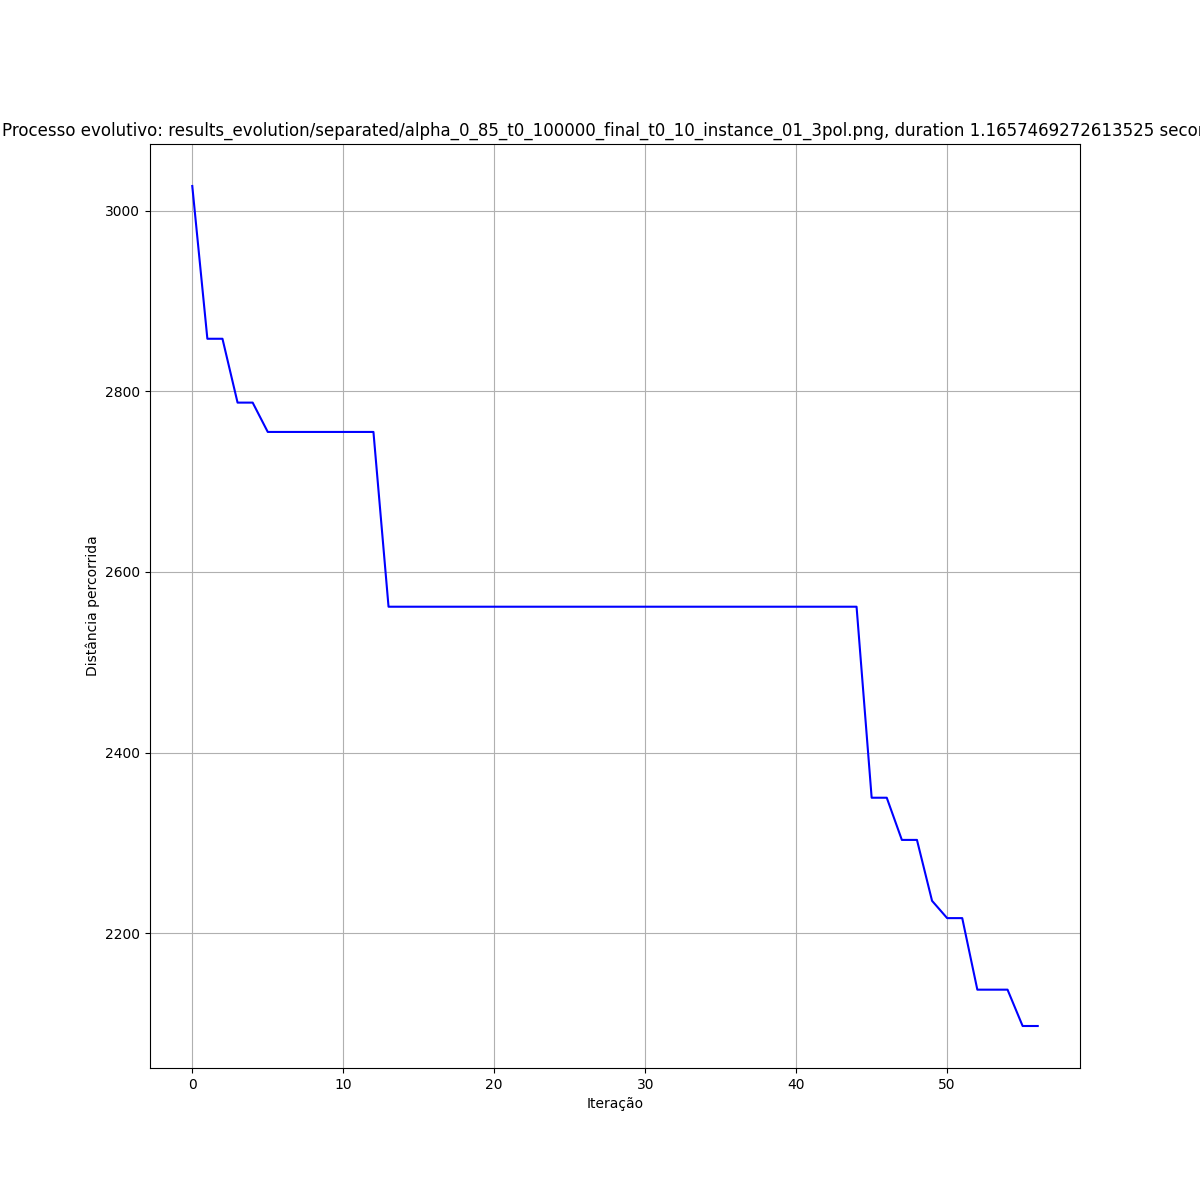 Processo evolutivo: results_evolution/separated/alpha_0_85_t0_100000_final_t0_10_instance_01_3pol.png, duration 1.1657469272613525
3000
2800
2600
2400
2200
Distância percorrida
0 10 20 30 40 50
Iteração